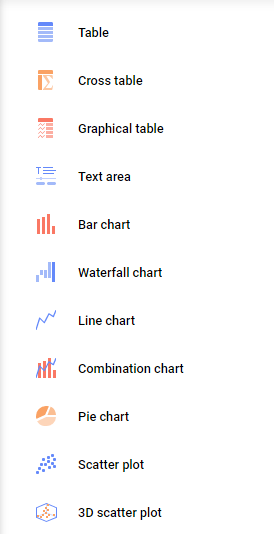 Table
Cross table
Graphical table
Text area
Bar chart
Waterfall chart
Line chart
Combination chart
Pie chart
Scatter plot
3D scatter plot